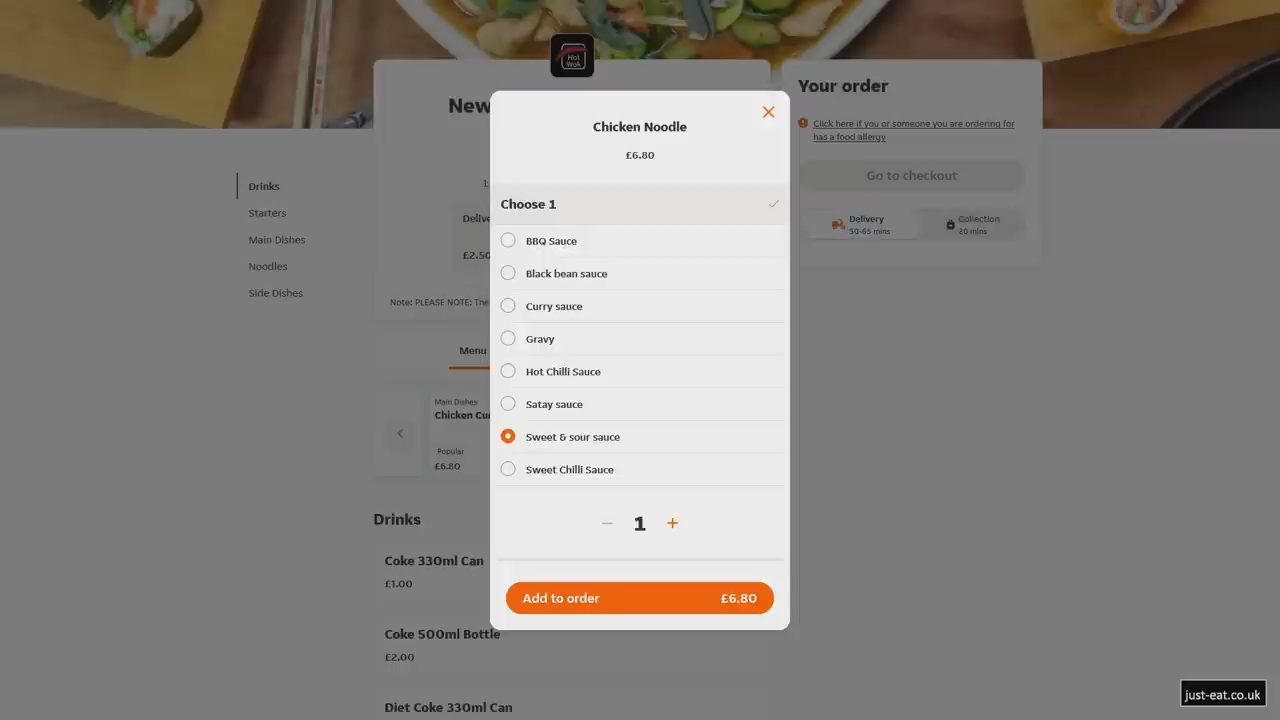 Hot
Wok
New
Your order
Click here if you or someone you are ordering for
has a food allergy
Go to checkout
Delivery
50-65 mins
Collection
20 mins
Drinks
Starters
Main Dishes
Noodles
Side Dishes
£2.50
Note: PLEASE NOTE: The
Menu
Main Dishes
Chicken
Popular
£6.80
Drinks
Coke 330ml Can
£1.00
Coke 500ml Bottle
£2.00
Diet Coke 330ml Can
Chicken Noodle
£6.80
Choose 1
BBQ Sauce
Black bean sauce
Curry sauce
Gravy
Hot Chilli Sauce
Satay sauce
Sweet & sour sauce
Sweet Chilli Sauce
1
Add to order £6.80
just-eat.co.uk